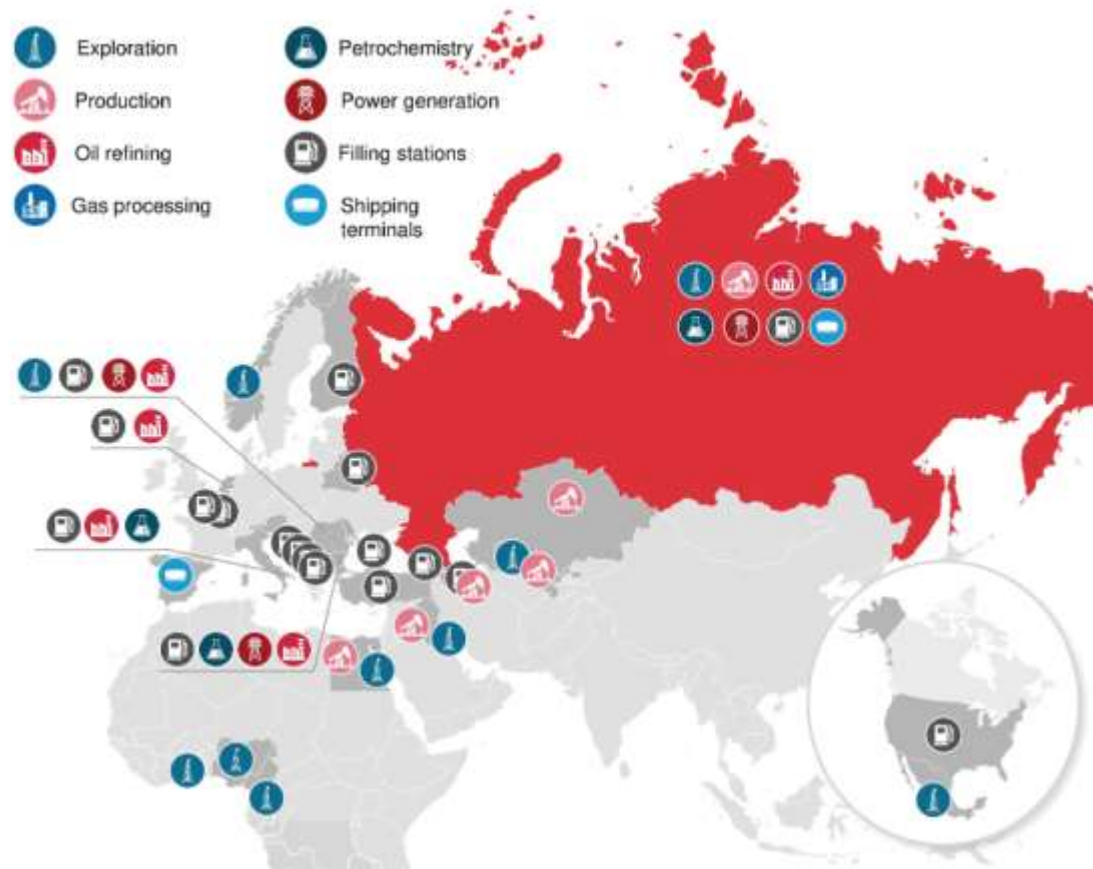 Exploration
Production
Oil refining
Gas processing
Petrochemistry
Power generation
Filling stations
Shipping
terminals